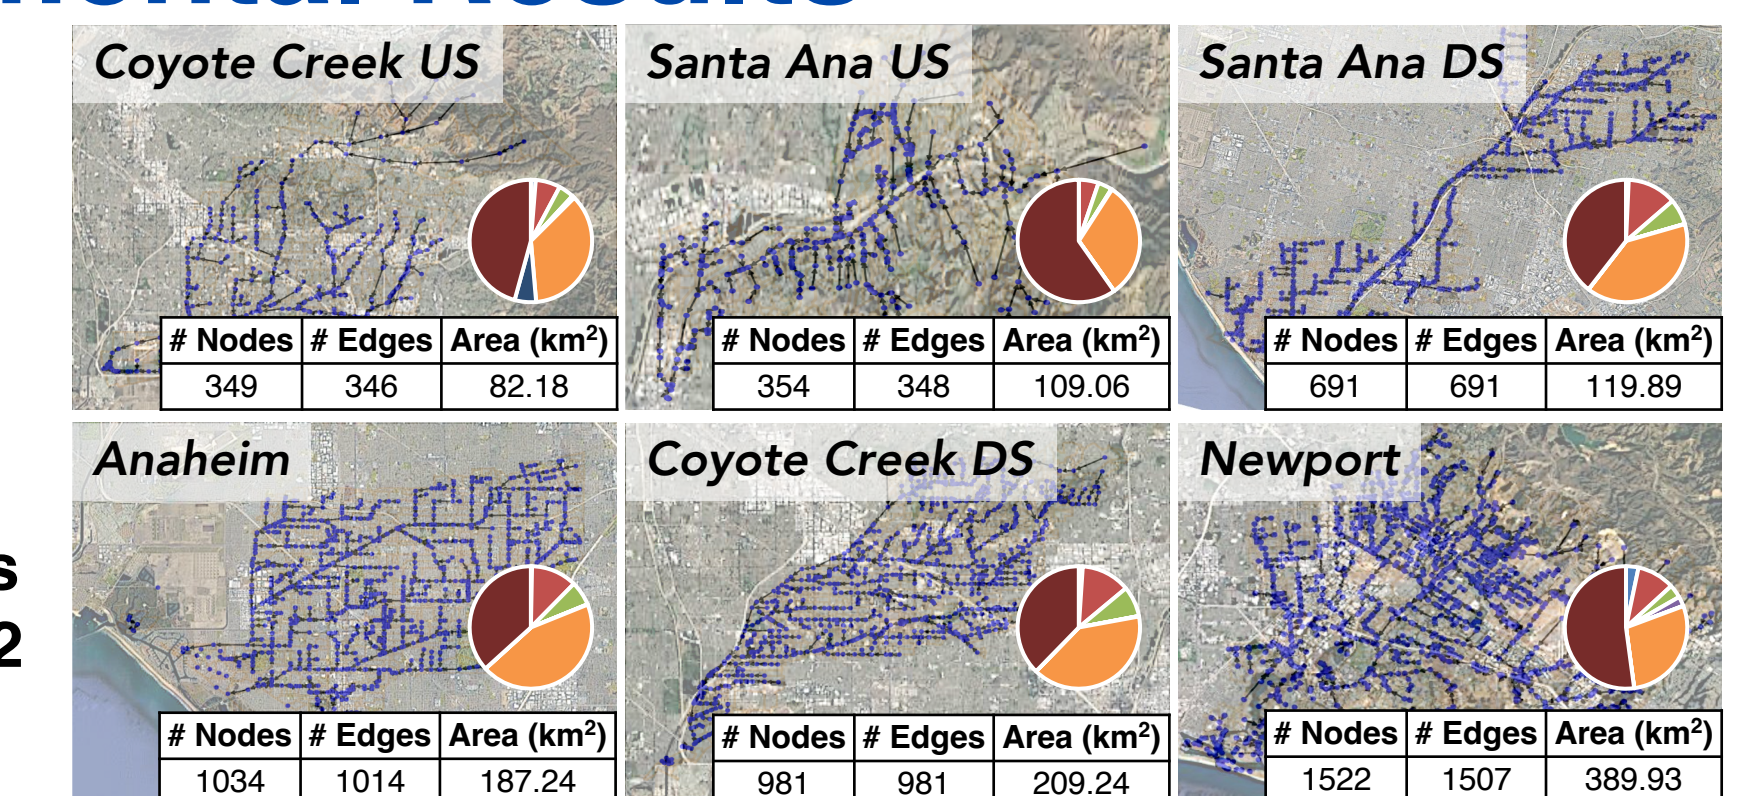 Coyote Creek US
# Nodes # Edges Area (km²)
349 346 82.18
Santa Ana US
# Nodes # Edges Area (km²)
354 348 109.06
Santa Ana DS
# Nodes # Edges Area (km²)
691 691 119.89
Anaheim
# Nodes # Edges Area (km²)
1034 1014 187.24
Coyote Creek DS
# Nodes # Edges Area (km²)
981 981 209.24
Newport
# Nodes # Edges Area (km²)
1522 1507 389.93
s
2